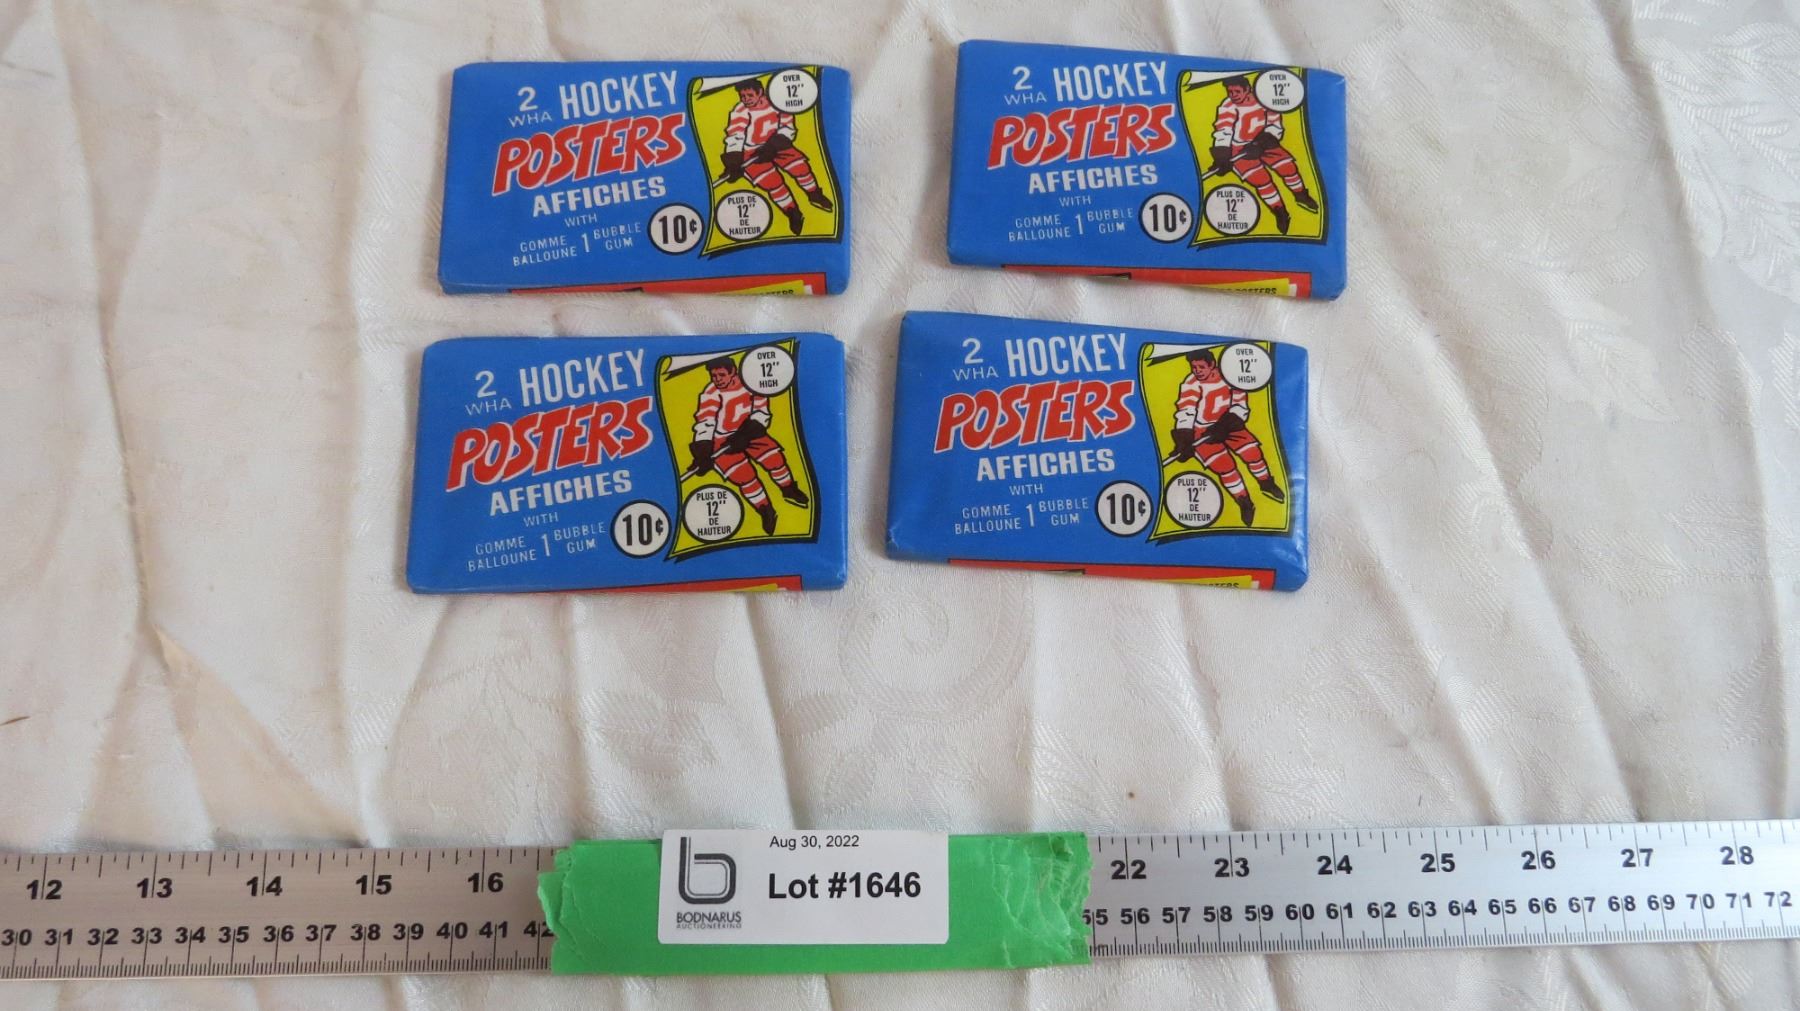 2 WHA HOCKEY
POSTERS
AFFICHES
WITH
GOMME BALLOUNE 1 BUBBLE GUM
10¢
OVER
12"
HIGH
PLUS DE
12"
DE
HAUTEUR
POSTERS
2 WHA HOCKEY
POSTERS
AFFICHES
WITH
GOMME BALLOUNE 1 BUBBLE GUM
10¢
OVER
12"
HIGH
PLUS DE
12"
DE
HAUTEUR
POSTERS
2 WHA HOCKEY
POSTERS
AFFICHES
WITH
GOMME BALLOUNE 1 BUBBLE GUM
10¢
OVER
12"
HIGH
PLUS DE
12"
DE
HAUTEUR
2 WHA HOCKEY
POSTERS
AFFICHES
WITH
GOMME BALLOUNE 1 BUBBLE GUM
10¢
OVER
12"
HIGH
PLUS DE
12"
DE
HAUTEUR
Aug 30, 2022
Lot #1646
BODNARUS
AUCTIONEERING
12 13 14 15 16 22 23 24 25 26 27 28
30 31 32 33 34 35 36 37 38 39 40 41 42 55 56 57 58 59 60 61 62 63 64 65 66 67 68 69 70 71 72